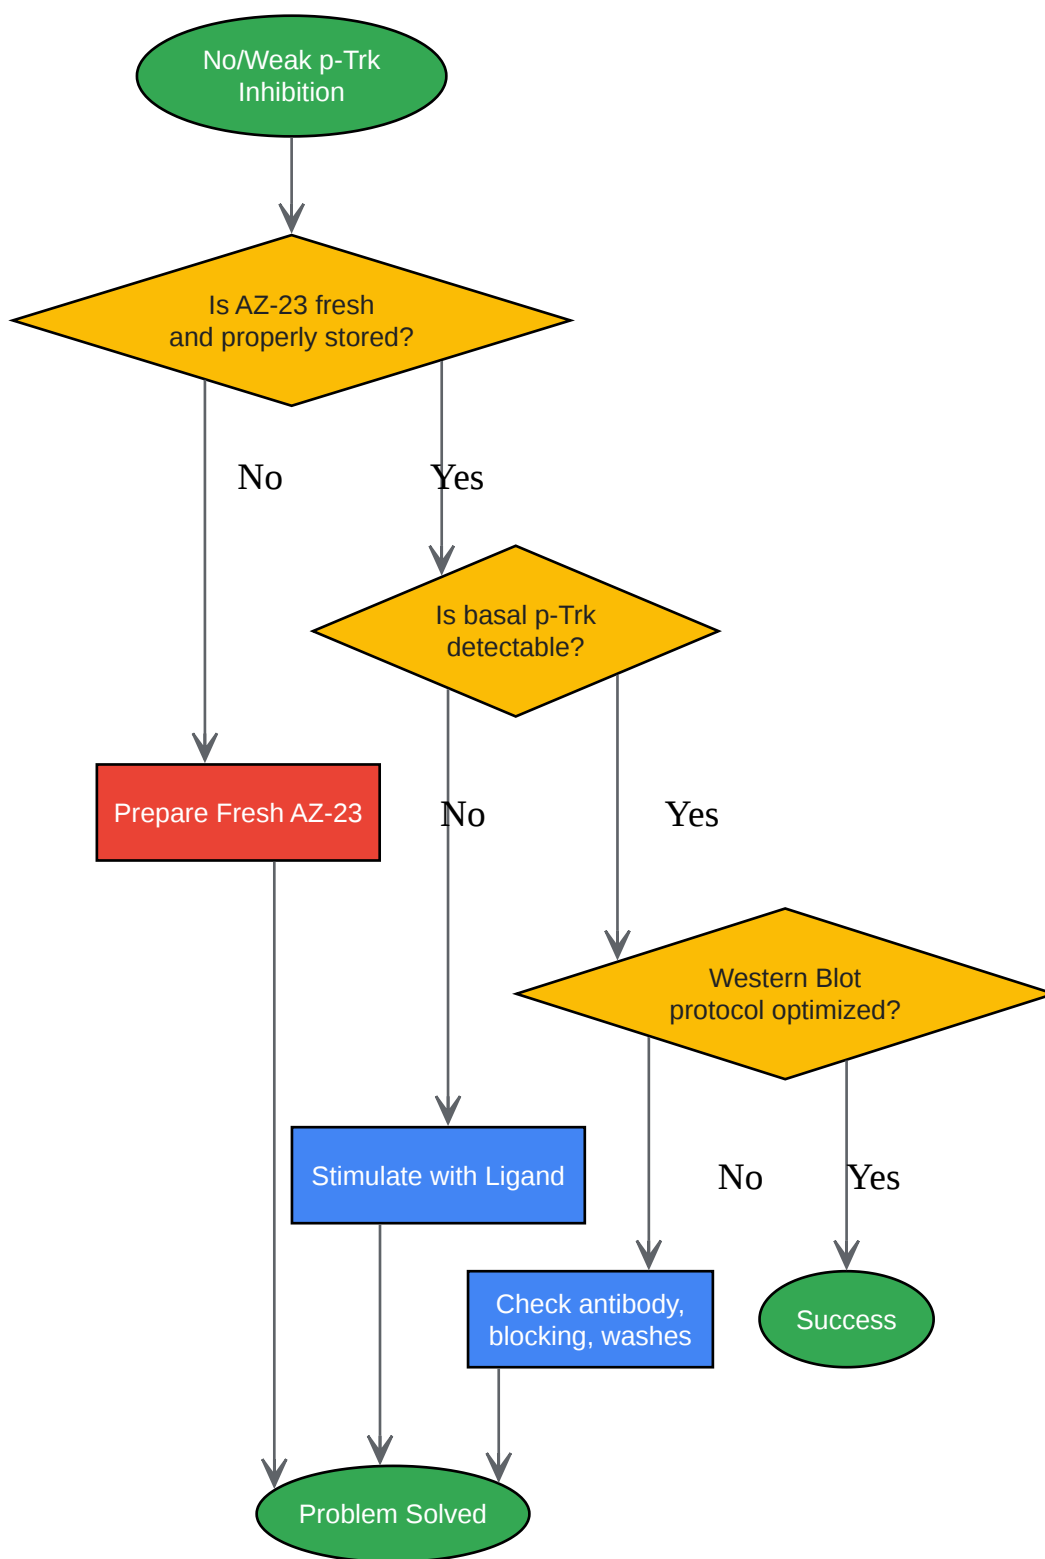 No/Weak p-Trk
Inhibition
Is AZ-23 fresh
and properly stored?
No
Yes
Is basal p-Trk
detectable?
Prepare Fresh AZ-23
No
Yes
Western Blot
protocol optimized?
Stimulate with Ligand
No
Yes
Check antibody,
blocking, washes
Success
Problem Solved